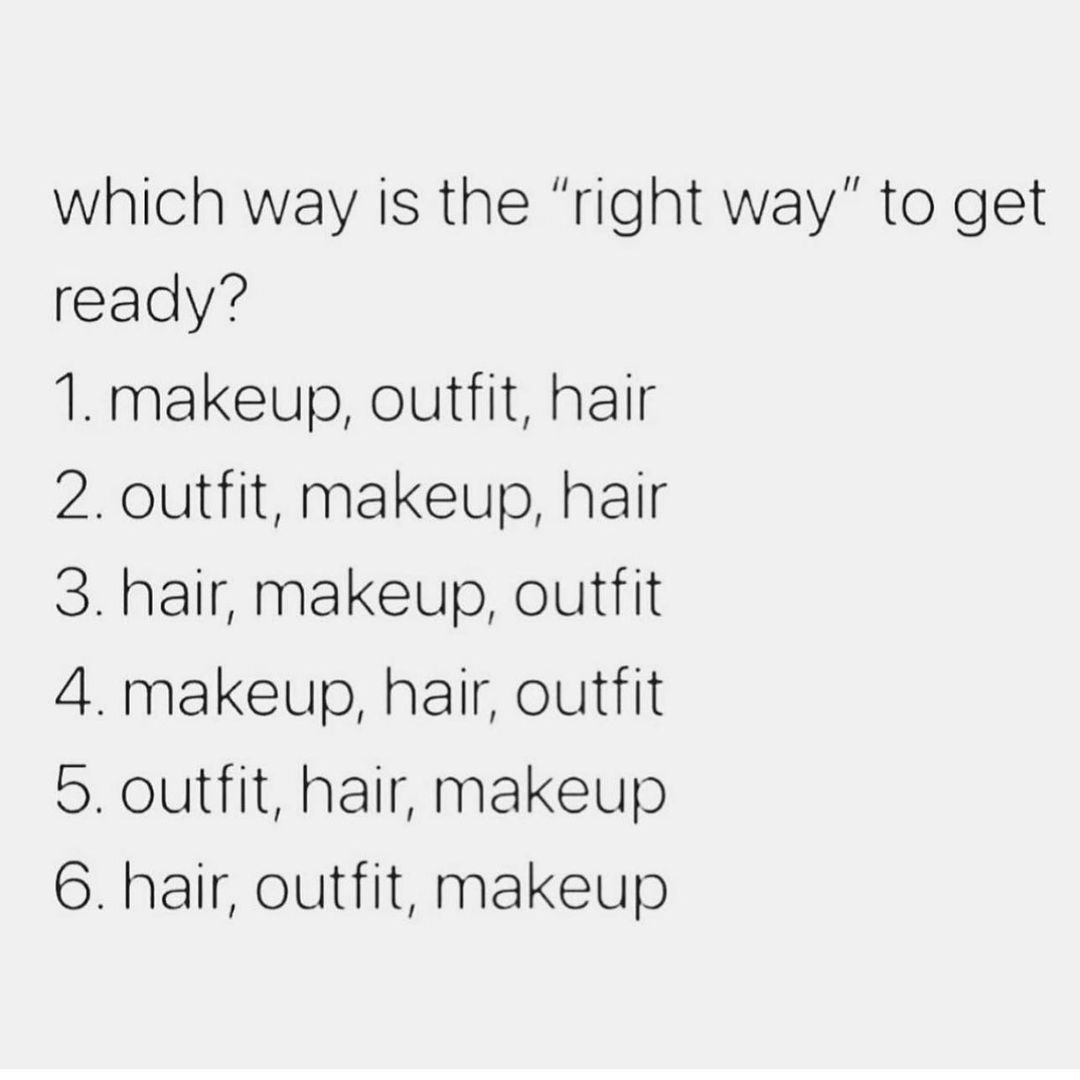 which way is the “right way” to get
ready?
1. makeup, outfit, hair
2. outfit, makeup, hair
3. hair, makeup, outfit
4. makeup, hair, outfit
5. outfit, hair, makeup
6. hair, outfit, makeup